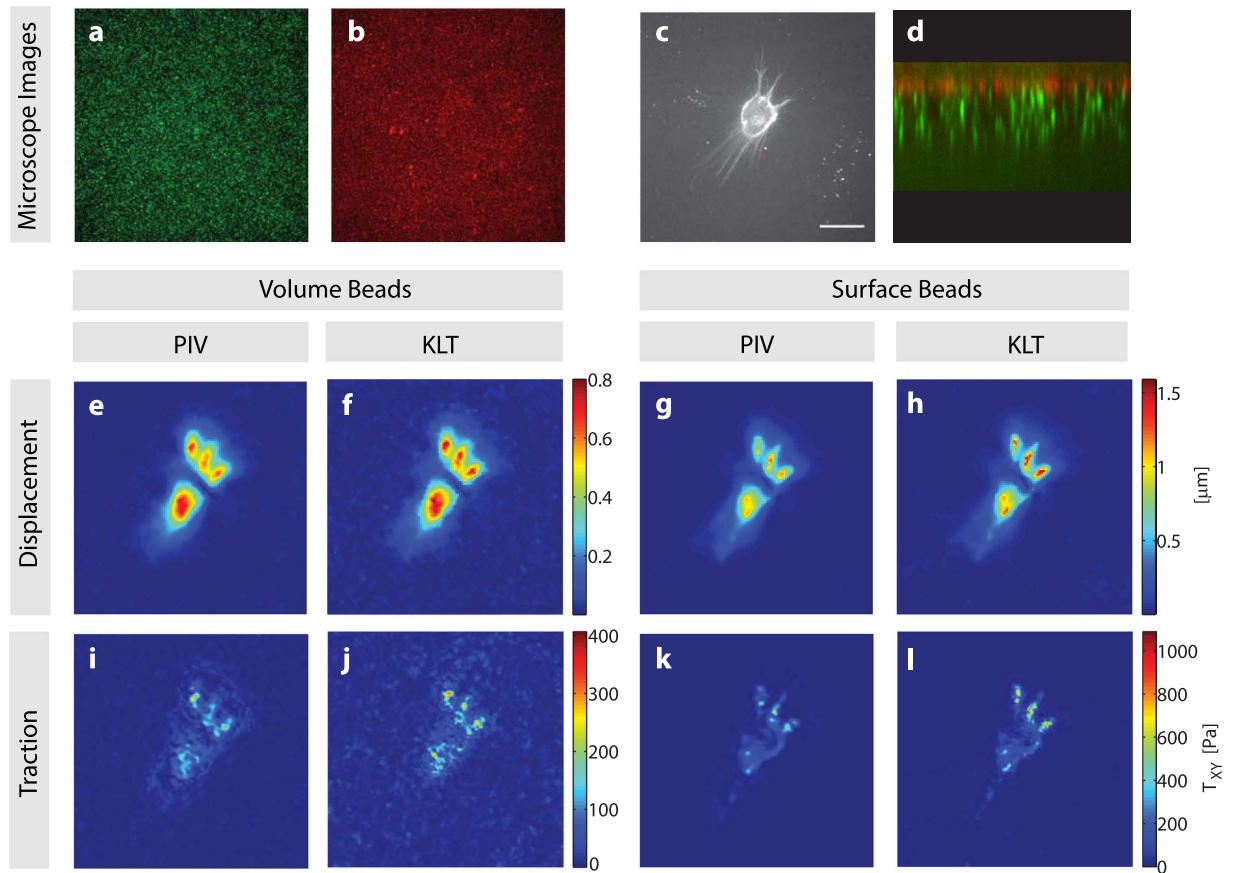 Microscope Images
a
b
c
d
Volume Beads
Surface Beads
PIV
KLT
PIV
KLT
Displacement
e
f
0.8
0.6
0.4
0.2
g
h
1.5
1
0.5
[µm]
Traction
i
j
400
300
200
100
0
k
l
1000
800
600
400
200
0
T XY [Pa]